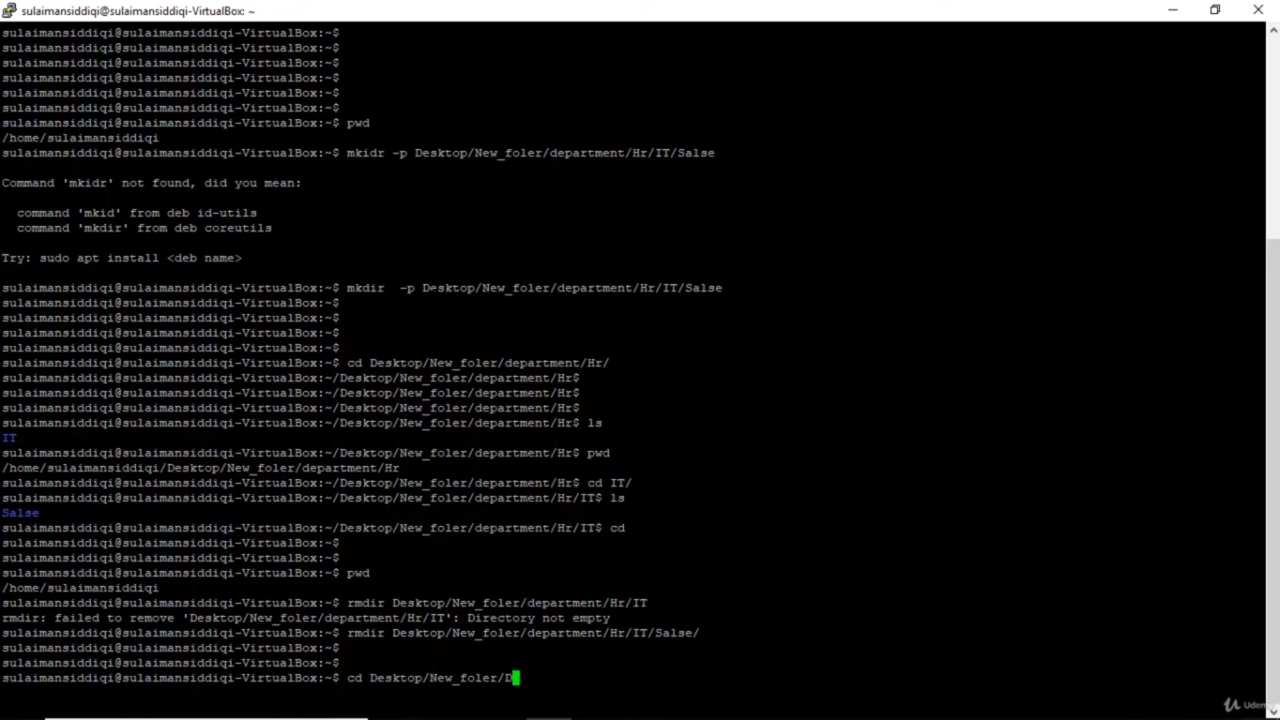 sulaimansiddiqi@sulaimansiddiqi-VirtualBox: ~
sulaimansiddiqi@sulaimansiddiqi-VirtualBox:~$
sulaimansiddiqi@sulaimansiddiqi-VirtualBox:~$
sulaimansiddiqi@sulaimansiddiqi-VirtualBox:~$
sulaimansiddiqi@sulaimansiddiqi-VirtualBox:~$
sulaimansiddiqi@sulaimansiddiqi-VirtualBox:~$
sulaimansiddiqi@sulaimansiddiqi-VirtualBox:~$
sulaimansiddiqi@sulaimansiddiqi-VirtualBox:~$ pwd
/home/sulaimansiddiqi
sulaimansiddiqi@sulaimansiddiqi-VirtualBox:~$ mkidr -p Desktop/New_foler/department/Hr/IT/Salse
Command 'mkidr' not found, did you mean:
command 'mkid' from deb id-utils
command 'mkdir' from deb coreutils
Try: sudo apt install <deb name>
sulaimansiddiqi@sulaimansiddiqi-VirtualBox:~$ mkdir  -p Desktop/New_foler/department/Hr/IT/Salse
sulaimansiddiqi@sulaimansiddiqi-VirtualBox:~$
sulaimansiddiqi@sulaimansiddiqi-VirtualBox:~$
sulaimansiddiqi@sulaimansiddiqi-VirtualBox:~$
sulaimansiddiqi@sulaimansiddiqi-VirtualBox:~$
sulaimansiddiqi@sulaimansiddiqi-VirtualBox:~$ cd Desktop/New_foler/department/Hr/
sulaimansiddiqi@sulaimansiddiqi-VirtualBox:~/Desktop/New_foler/department/Hr$
sulaimansiddiqi@sulaimansiddiqi-VirtualBox:~/Desktop/New_foler/department/Hr$
sulaimansiddiqi@sulaimansiddiqi-VirtualBox:~/Desktop/New_foler/department/Hr$
sulaimansiddiqi@sulaimansiddiqi-VirtualBox:~/Desktop/New_foler/department/Hr$ ls
IT
sulaimansiddiqi@sulaimansiddiqi-VirtualBox:~/Desktop/New_foler/department/Hr$ pwd
/home/sulaimansiddiqi/Desktop/New_foler/department/Hr
sulaimansiddiqi@sulaimansiddiqi-VirtualBox:~/Desktop/New_foler/department/Hr$ cd IT/
sulaimansiddiqi@sulaimansiddiqi-VirtualBox:~/Desktop/New_foler/department/Hr/IT$ ls
Salse
sulaimansiddiqi@sulaimansiddiqi-VirtualBox:~/Desktop/New_foler/department/Hr/IT$ cd
sulaimansiddiqi@sulaimansiddiqi-VirtualBox:~$
sulaimansiddiqi@sulaimansiddiqi-VirtualBox:~$
sulaimansiddiqi@sulaimansiddiqi-VirtualBox:~$ pwd
/home/sulaimansiddiqi
sulaimansiddiqi@sulaimansiddiqi-VirtualBox:~$ rmdir Desktop/New_foler/department/Hr/IT
rmdir: failed to remove 'Desktop/New_foler/department/Hr/IT': Directory not empty
sulaimansiddiqi@sulaimansiddiqi-VirtualBox:~$ rmdir Desktop/New_foler/department/Hr/IT/Salse/
sulaimansiddiqi@sulaimansiddiqi-VirtualBox:~$
sulaimansiddiqi@sulaimansiddiqi-VirtualBox:~$
sulaimansiddiqi@sulaimansiddiqi-VirtualBox:~$ cd Desktop/New_foler/D